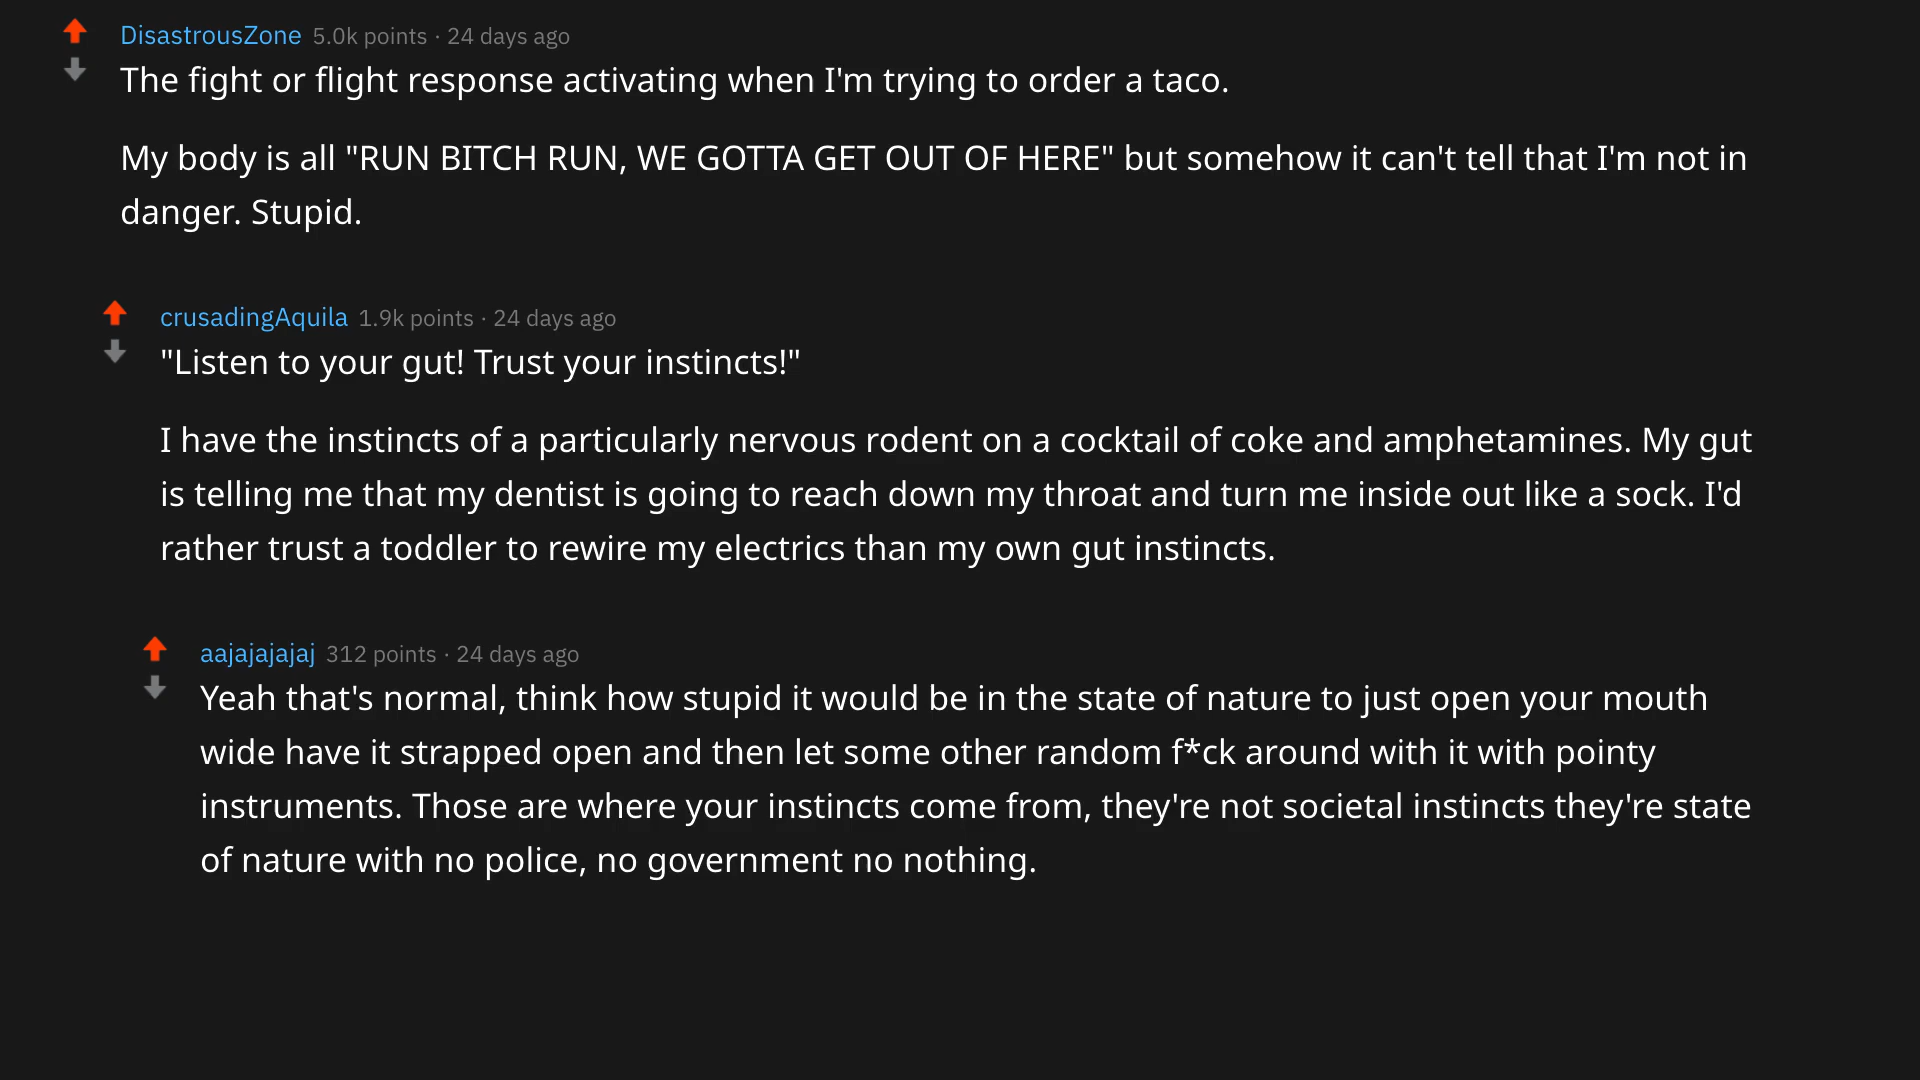 DisastrousZone 5.0k points · 24 days ago
The fight or flight response activating when I'm trying to order a taco.
My body is all "RUN BITCH RUN, WE GOTTA GET OUT OF HERE" but somehow it can't tell that I'm not in
danger. Stupid.
crusadingAquila 1.9k points · 24 days ago
"Listen to your gut! Trust your instincts!"
I have the instincts of a particularly nervous rodent on a cocktail of coke and amphetamines. My gut
is telling me that my dentist is going to reach down my throat and turn me inside out like a sock. I'd
rather trust a toddler to rewire my electrics than my own gut instincts.
aajajajajaj 312 points · 24 days ago
Yeah that's normal, think how stupid it would be in the state of nature to just open your mouth
wide have it strapped open and then let some other random f*ck around with it with pointy
instruments. Those are where your instincts come from, they're not societal instincts they're state
of nature with no police, no government no nothing.